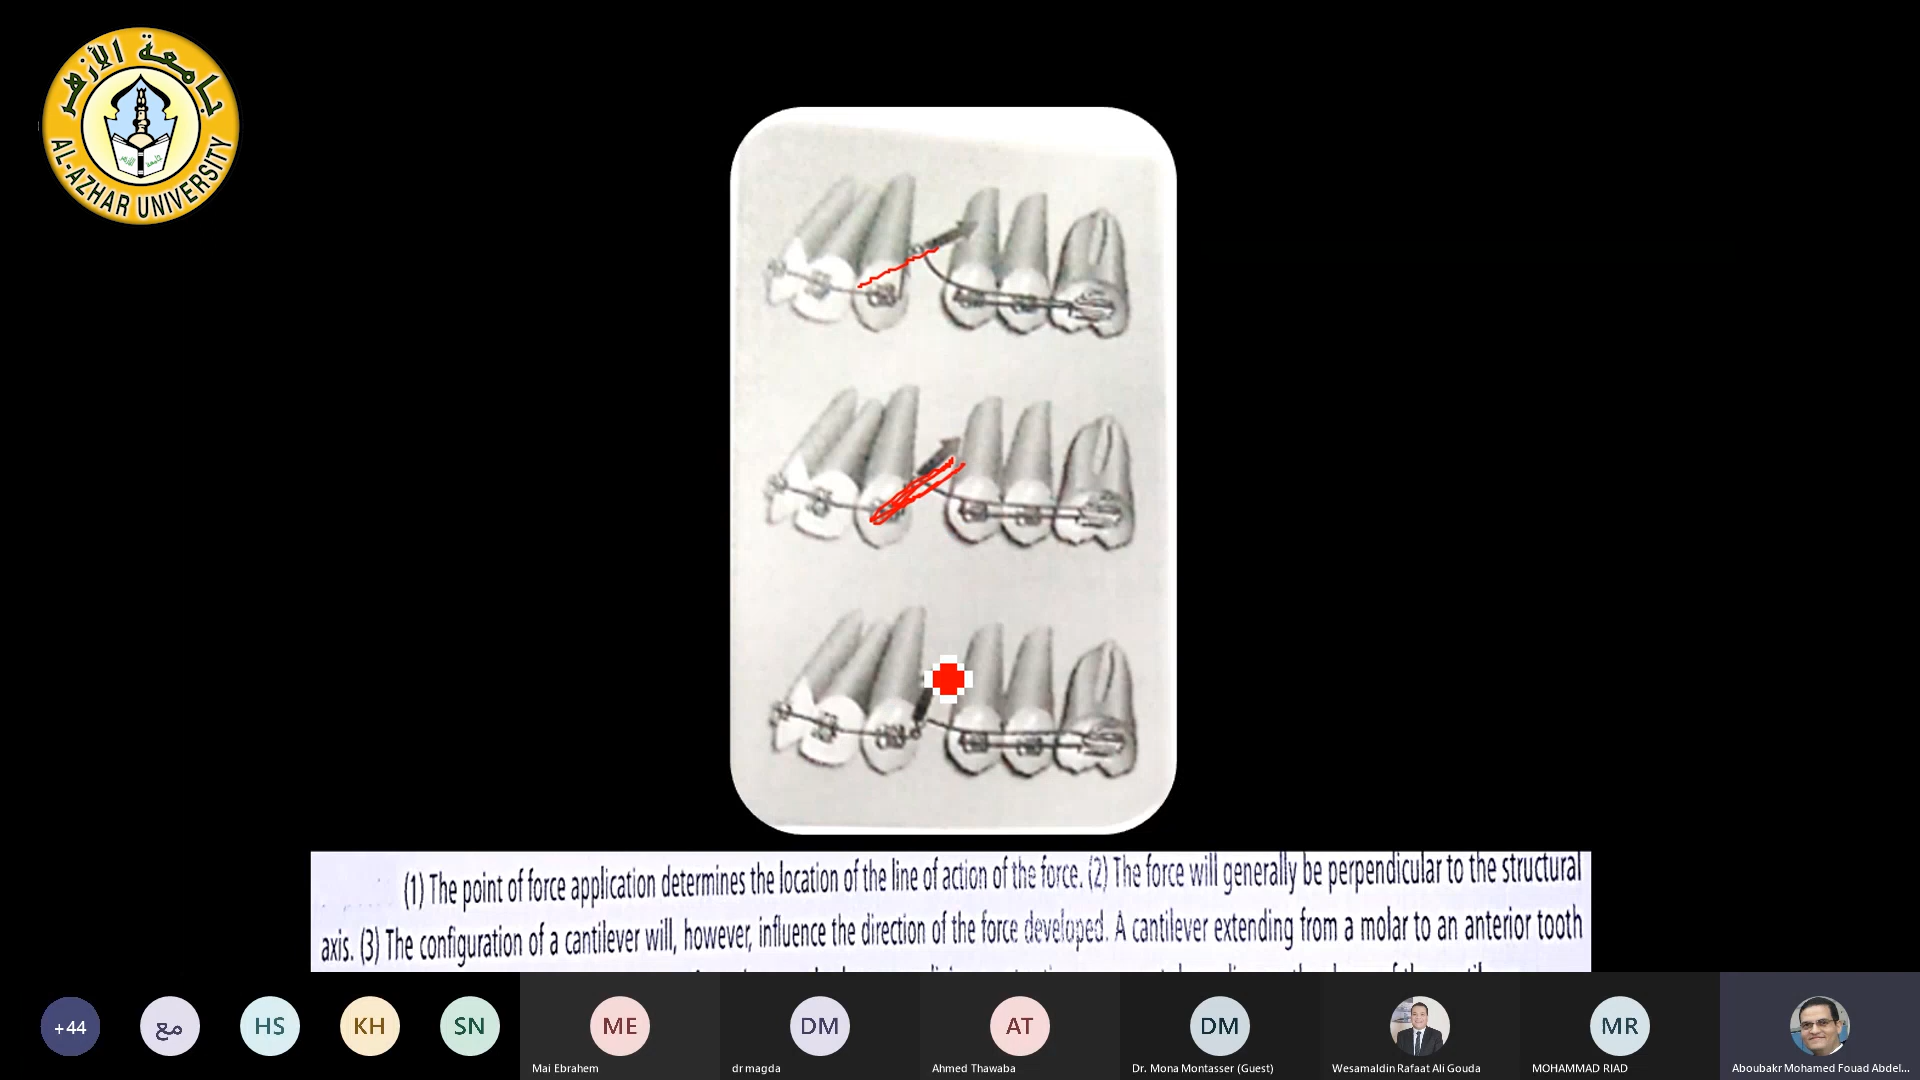 جامعة الأزهر
AL-AZHAR UNIVERSITY
(1) The point of force application determines the location of the line of action of the force. (2) The force will generally be perpendicular to the structural
axis. (3) The configuration of a cantilever will, however, influence the direction of the force developed. A cantilever extending from a molar to an anterior tooth
+44
مع
HS
KH
SN
ME
DM
AT
DM
MR
Mai Ebrahem
dr magda
Ahmed Thawaba
Dr. Mona Montasser (Guest)
Wesamaldin Rafaat Ali Gouda
MOHAMMAD RIAD
Aboubakr Mohamed Fouad Abdel...